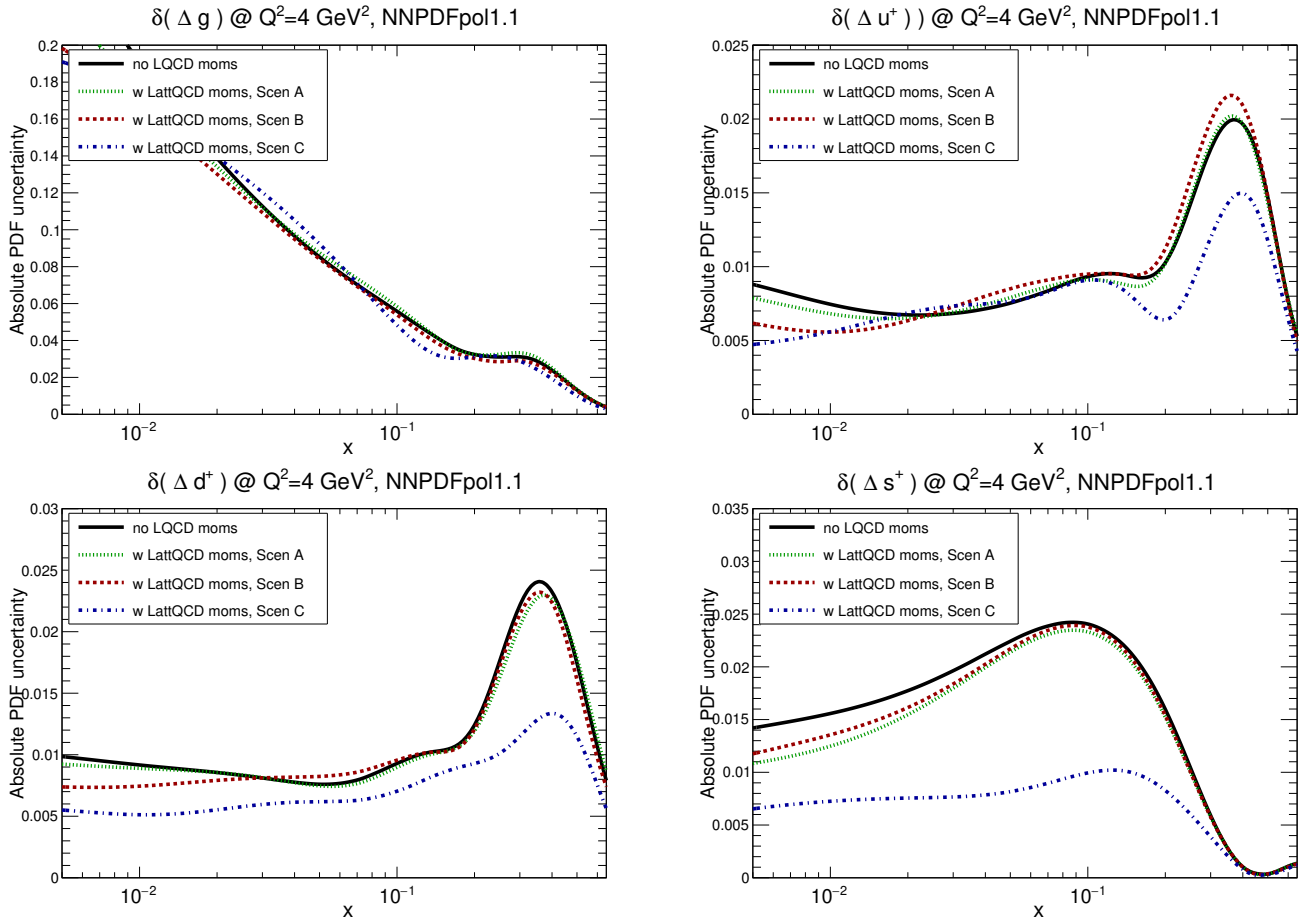 δ( Δ g ) @ Q²=4 GeV², NNPDFpol1.1
Absolute PDF uncertainty
0.2
0.18
0.16
0.14
0.12
0.1
0.08
0.06
0.04
0.02
0
no LQCD moms
w LattQCD moms, Scen A
w LattQCD moms, Scen B
w LattQCD moms, Scen C
10⁻²
10⁻¹
x
δ( Δ u⁺ ) ) @ Q²=4 GeV², NNPDFpol1.1
Absolute PDF uncertainty
0.025
0.02
0.015
0.01
0.005
0
no LQCD moms
w LattQCD moms, Scen A
w LattQCD moms, Scen B
w LattQCD moms, Scen C
10⁻²
10⁻¹
x
δ( Δ d⁺ ) @ Q²=4 GeV², NNPDFpol1.1
Absolute PDF uncertainty
0.03
0.025
0.02
0.015
0.01
0.005
0
no LQCD moms
w LattQCD moms, Scen A
w LattQCD moms, Scen B
w LattQCD moms, Scen C
10⁻²
10⁻¹
x
δ( Δ s⁺ ) @ Q²=4 GeV², NNPDFpol1.1
Absolute PDF uncertainty
0.035
0.03
0.025
0.02
0.015
0.01
0.005
0
no LQCD moms
w LattQCD moms, Scen A
w LattQCD moms, Scen B
w LattQCD moms, Scen C
10⁻²
10⁻¹
x